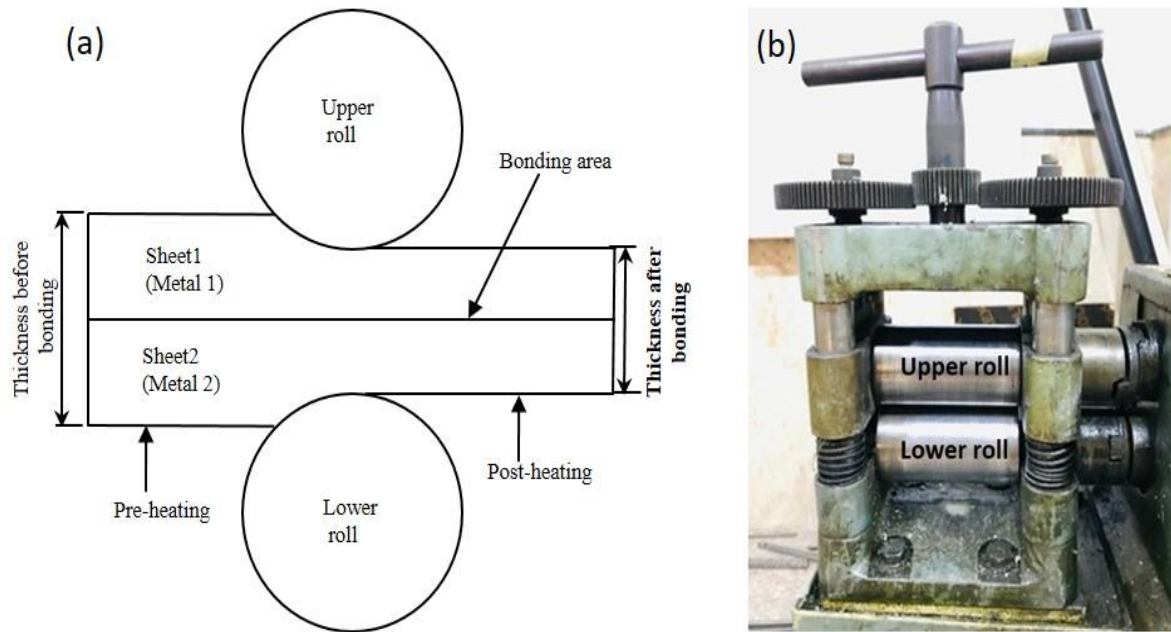 (a)
Upper
roll
Bonding area
Sheet1
(Metal 1)
Thickness before
bonding
Thickness after
bonding
Sheet2
(Metal 2)
Post-heating
Pre-heating
Lower
roll
(b)
Upper roll
Lower roll